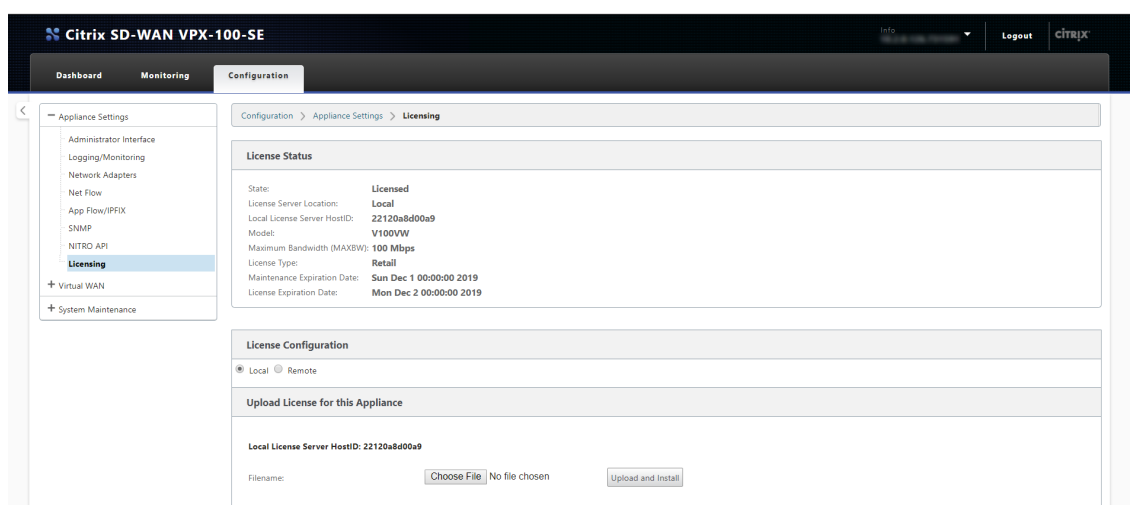 Citrix SD-WAN VPX-100-SE
Info
Logout
CİTRIX
Dashboard Monitoring Configuration
Appliance Settings
Administrator Interface
Logging/Monitoring
Network Adapters
Net Flow
App Flow/IPFIX
SNMP
NITRO API
Licensing
Virtual WAN
System Maintenance
Configuration > Appliance Settings > Licensing
License Status
State: Licensed
License Server Location: Local
Local License Server HostID: 22120a8d00a9
Model: V100VW
Maximum Bandwidth (MAXBW): 100 Mbps
License Type: Retail
Maintenance Expiration Date: Sun Dec 1 00:00:00 2019
License Expiration Date: Mon Dec 2 00:00:00 2019
License Configuration
Local Remote
Upload License for this Appliance
Local License Server HostID: 22120a8d00a9
Filename: Choose File No file chosen Upload and Install